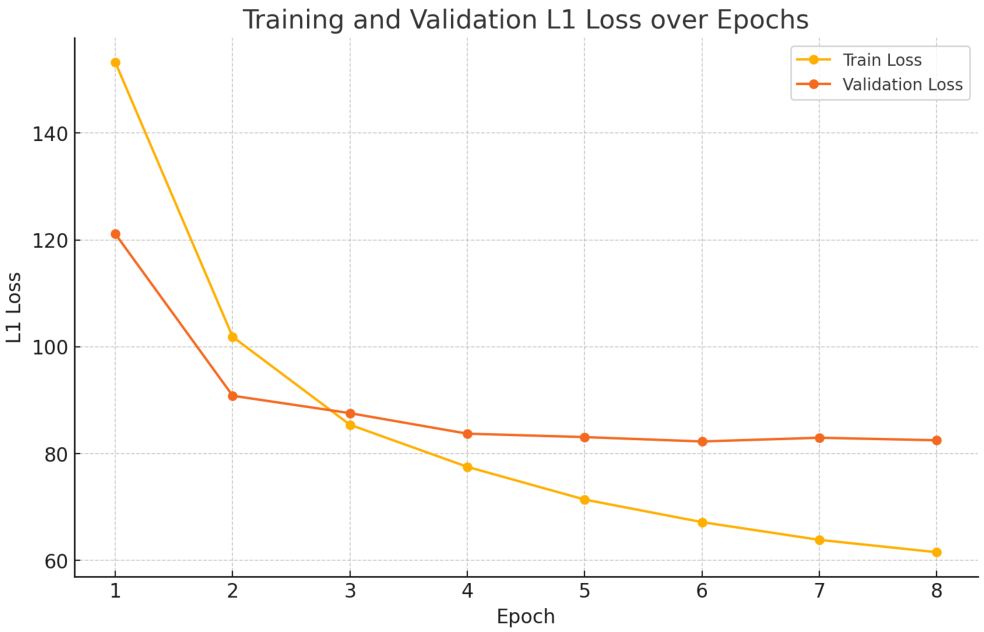 Training and Validation L1 Loss over Epochs
Train Loss
Validation Loss
140
120
100
80
60
L1 Loss
1 2 3 4 5 6 7 8
Epoch